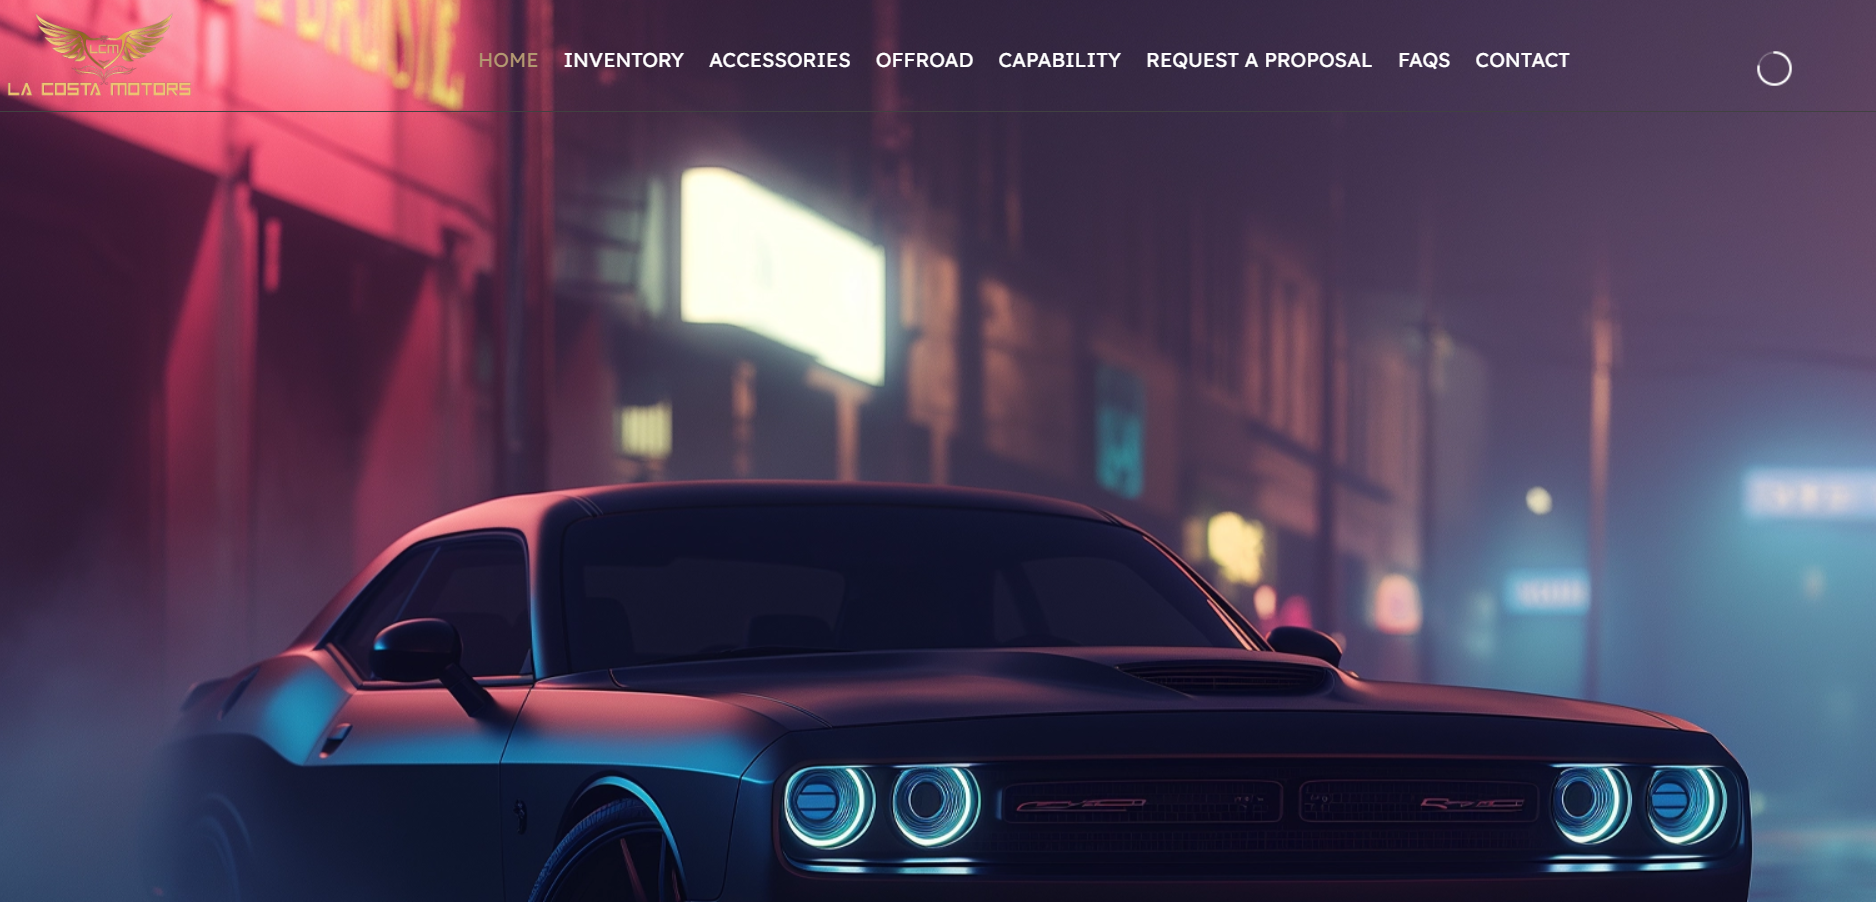 LCM
LA COSTA MOTORS
HOME INVENTORY ACCESSORIES OFFROAD CAPABILITY REQUEST A PROPOSAL FAQS CONTACT